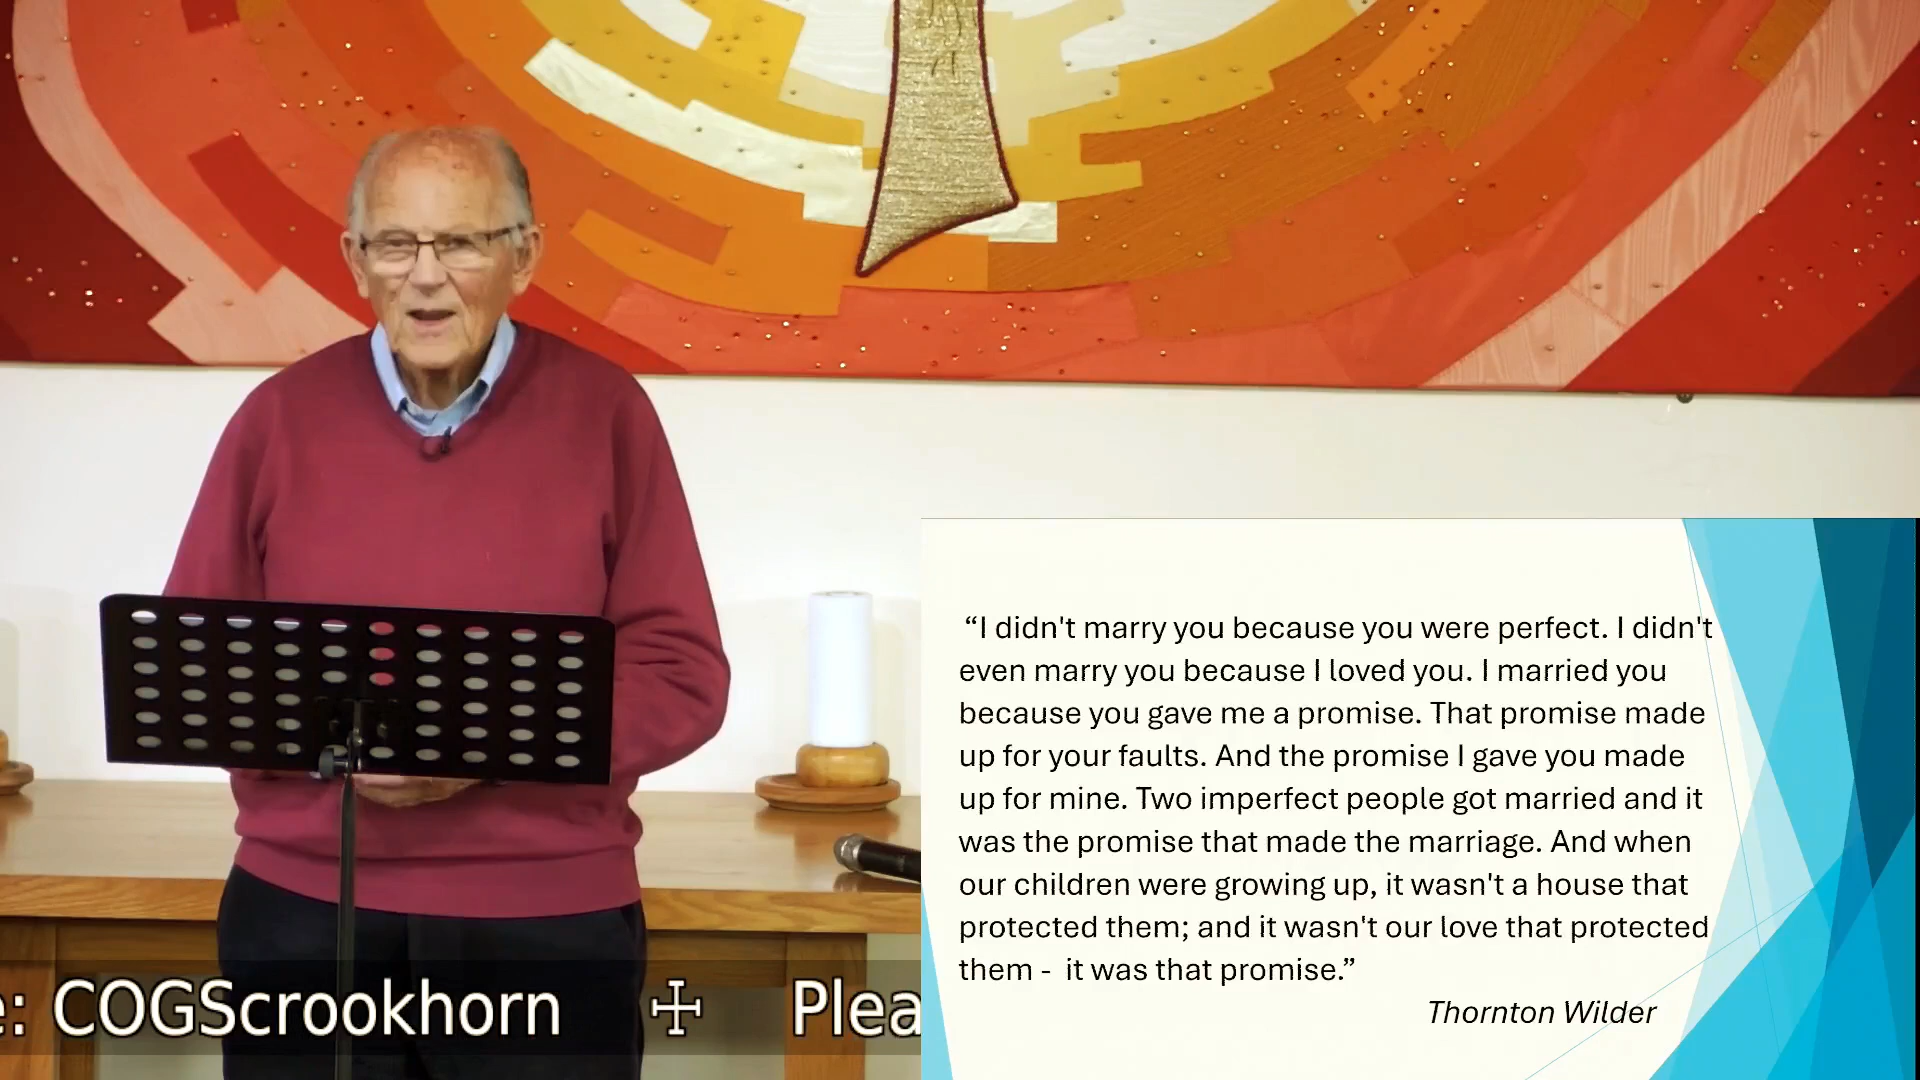 “I didn't marry you because you were perfect. I didn't
even marry you because I loved you. I married you
because you gave me a promise. That promise made
up for your faults. And the promise I gave you made
up for mine. Two imperfect people got married and it
was the promise that made the marriage. And when
our children were growing up, it wasn't a house that
protected them; and it wasn't our love that protected
them -  it was that promise.”
Thornton Wilder
e: COGScrookhorn ☩ Plea